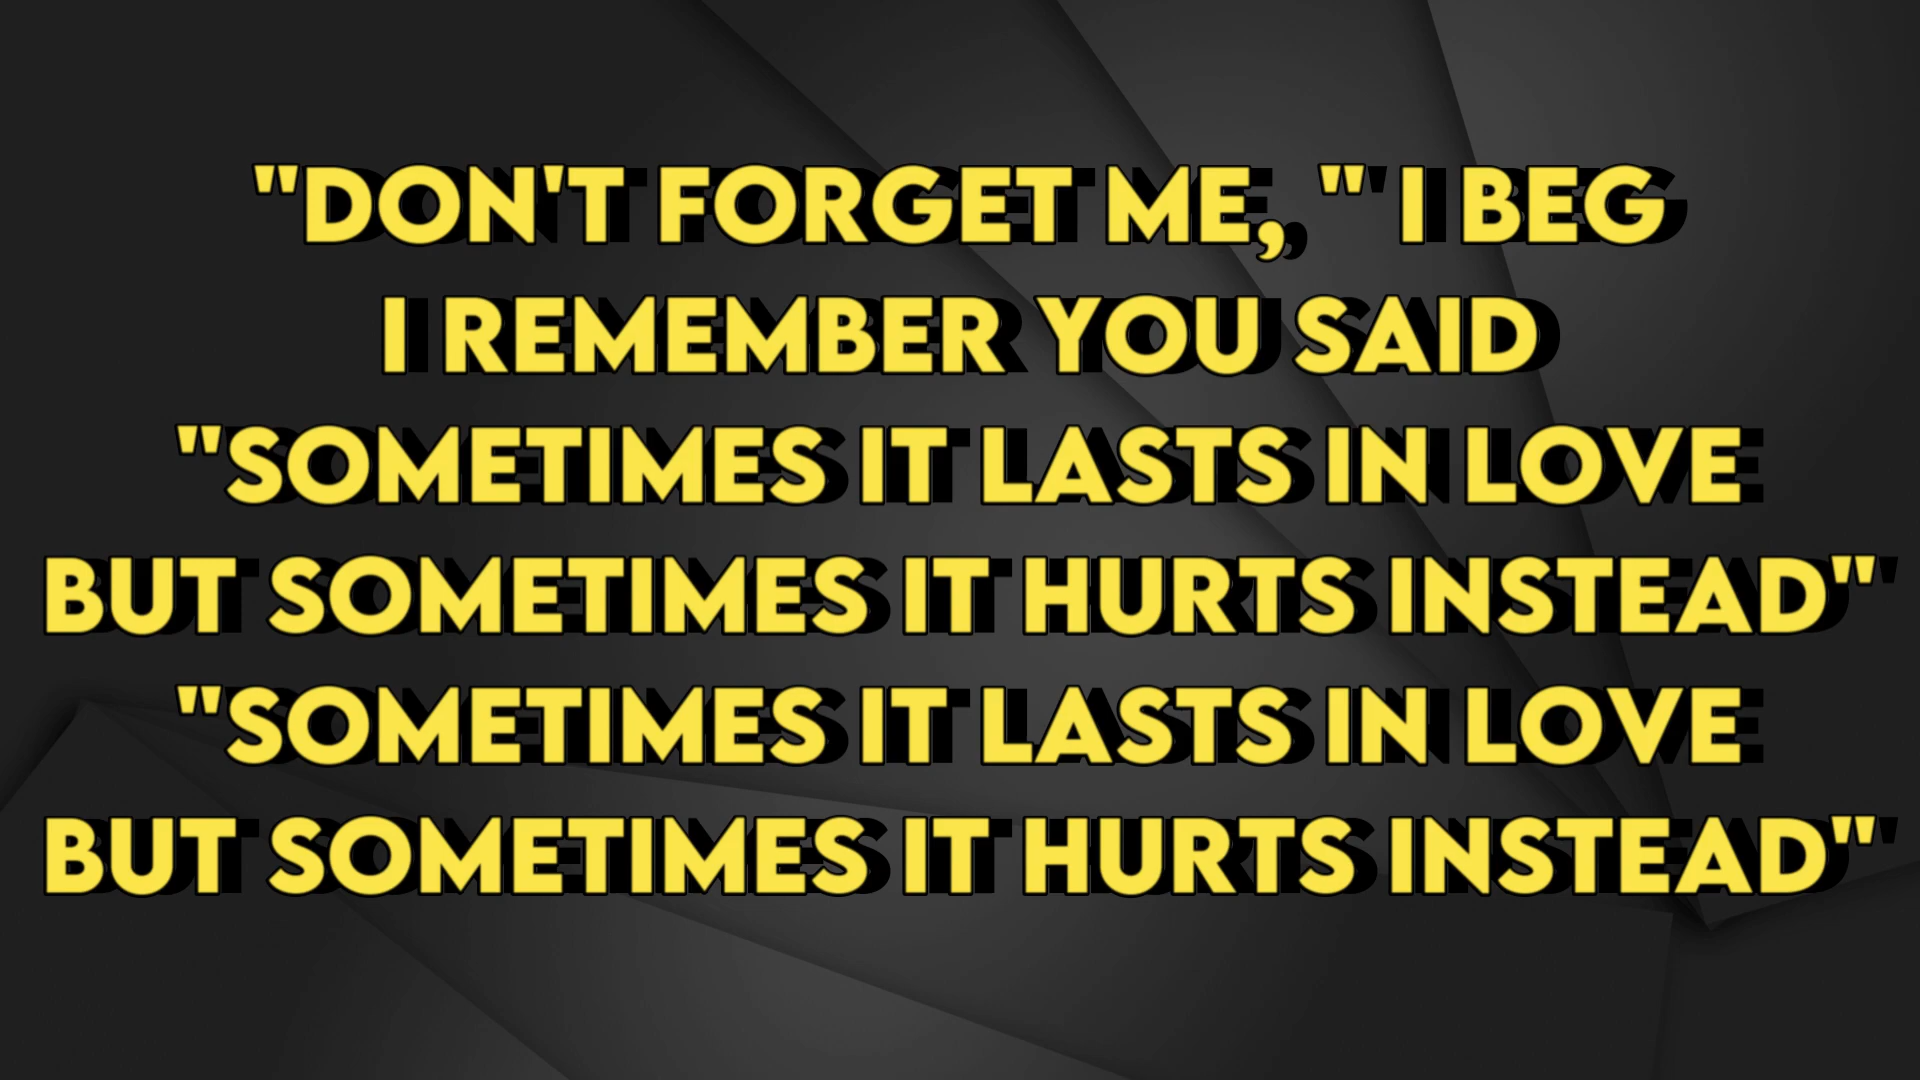 "DON'T FORGET ME, " I BEG
I REMEMBER YOU SAID
"SOMETIMES IT LASTS IN LOVE
BUT SOMETIMES IT HURTS INSTEAD"
"SOMETIMES IT LASTS IN LOVE
BUT SOMETIMES IT HURTS INSTEAD"